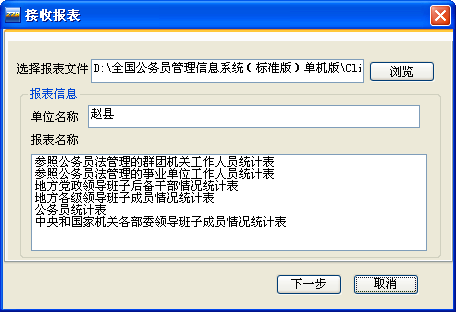 接收报表
选择报表文件 D:\全国公务员管理信息系统(标准版)单机版\Cli 浏览
报表信息
单位名称 赵县
报表名称
参照公务员法管理的群团机关工作人员统计表
参照公务员法管理的事业单位工作人员统计表
地方党政领导班子后备干部情况统计表
地方各级领导班子成员情况统计表
公务员统计表
中央和国家机关各部委领导班子成员情况统计表
下一步 取消